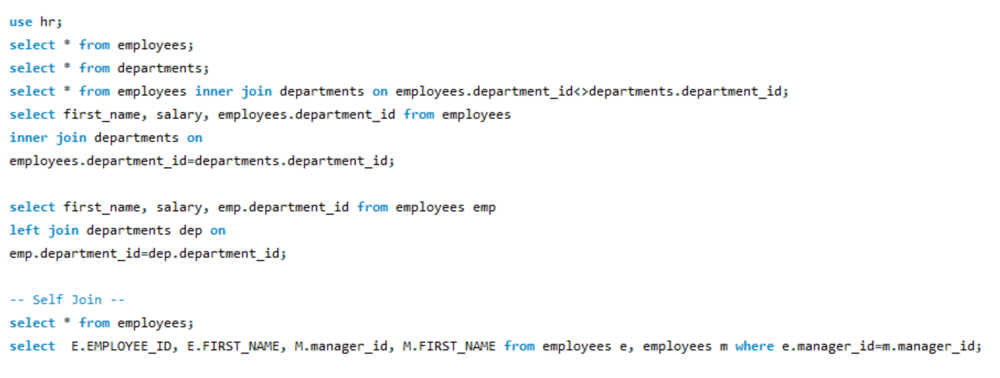 use hr;
select * from employees;
select * from departments;
select * from employees inner join departments on employees.department_id<>departments.department_id;
select first_name, salary, employees.department_id from employees
inner join departments on
employees.department_id=departments.department_id;
select first_name, salary, emp.department_id from employees emp
left join departments dep on
emp.department_id=dep.department_id;
-- Self Join --
select * from employees;
select  E.EMPLOYEE_ID, E.FIRST_NAME, M.manager_id, M.FIRST_NAME from employees e, employees m where e.manager_id=m.manager_id;